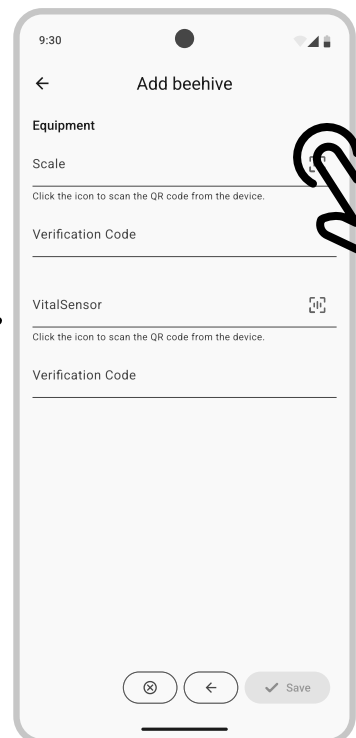 9:30
Add beehive
Equipment
Scale
Click the icon to scan the QR code from the device.
Verification Code
VitalSensor
Click the icon to scan the QR code from the device.
Verification Code
Save